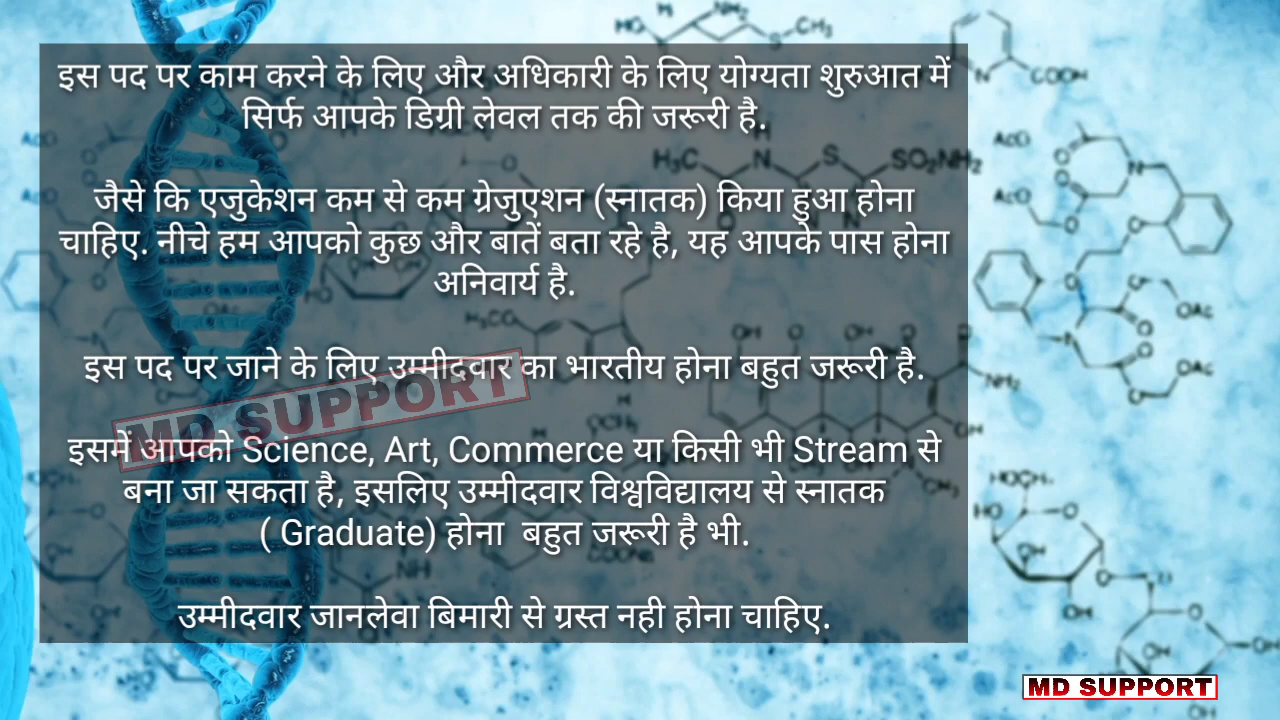 इस पद पर काम करने के लिए और अधिकारी के लिए योग्यता शुरुआत में
सिर्फ आपके डिग्री लेवल तक की जरूरी है.
जैसे कि एजुकेशन कम से कम ग्रेजुएशन (स्नातक) किया हुआ होना
चाहिए. नीचे हम आपको कुछ और बातें बता रहे है, यह आपके पास होना
अनिवार्य है.
इस पद पर जाने के लिए उम्मीदवार का भारतीय होना बहुत जरूरी है.
MD SUPPORT
इसमें आपको Science, Art, Commerce या किसी भी Stream से
बना जा सकता है, इसलिए उम्मीदवार विश्वविद्यालय से स्नातक
( Graduate) होना  बहुत जरूरी है भी.
उम्मीदवार जानलेवा बिमारी से ग्रस्त नही होना चाहिए.
MD SUPPORT